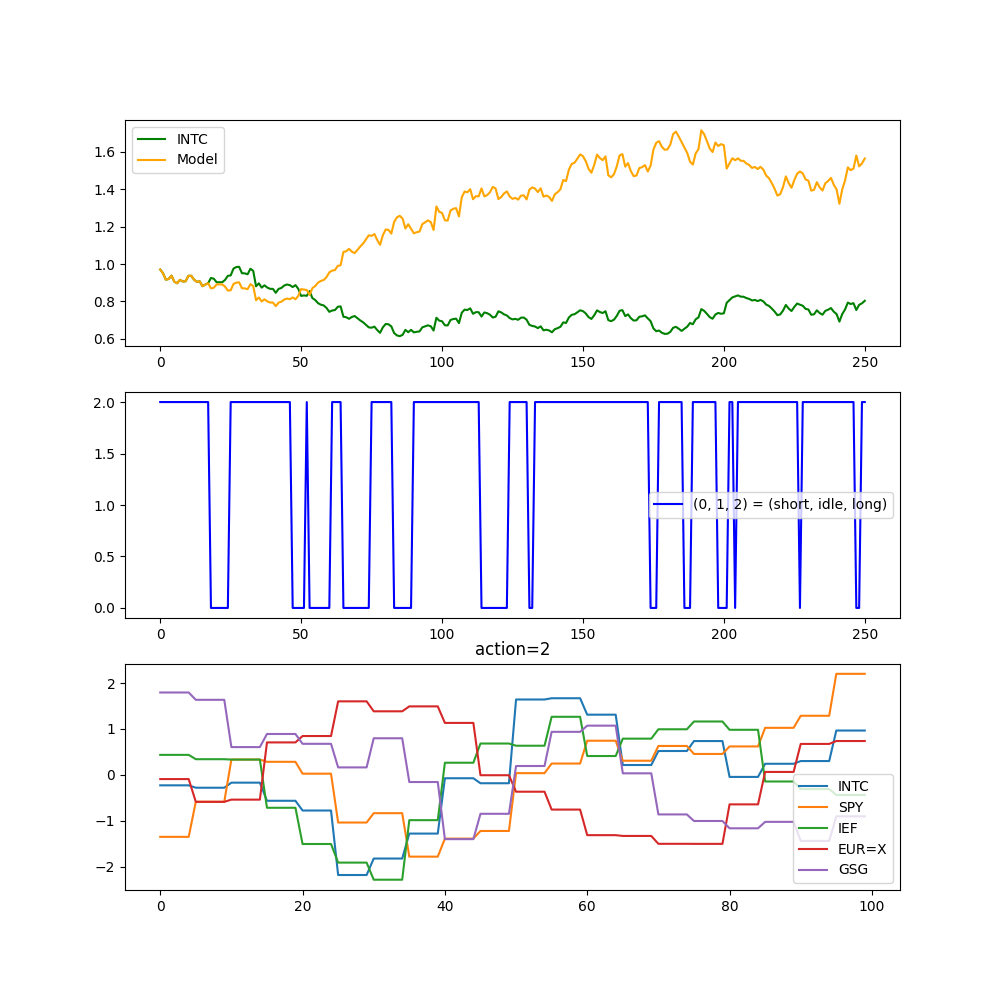 INTC
Model
1.6
1.4
1.2
1.0
0.8
0.6
0 50 100 150 200 250
2.0
1.5
1.0
0.5
0.0
(0, 1, 2) = (short, idle, long)
0 50 100 150 200 250
action=2
2
1
0
−1
−2
INTC
SPY
IEF
EUR=X
GSG
0 20 40 60 80 100